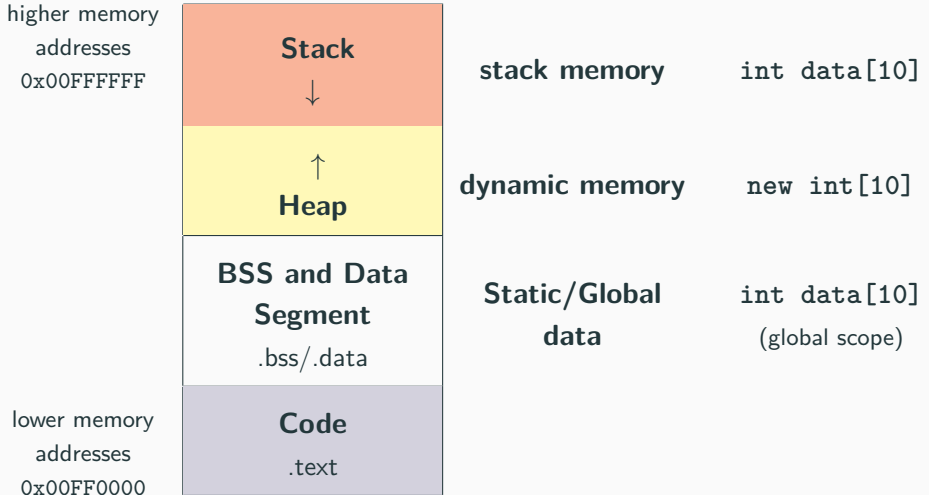 higher memory
addresses
0x00FFFFFF
Stack
↓
stack memory
int data[10]
↑
Heap
dynamic memory
new int[10]
BSS and Data
Segment
.bss/.data
Static/Global
data
int data[10]
(global scope)
lower memory
addresses
0x00FF0000
Code
.text